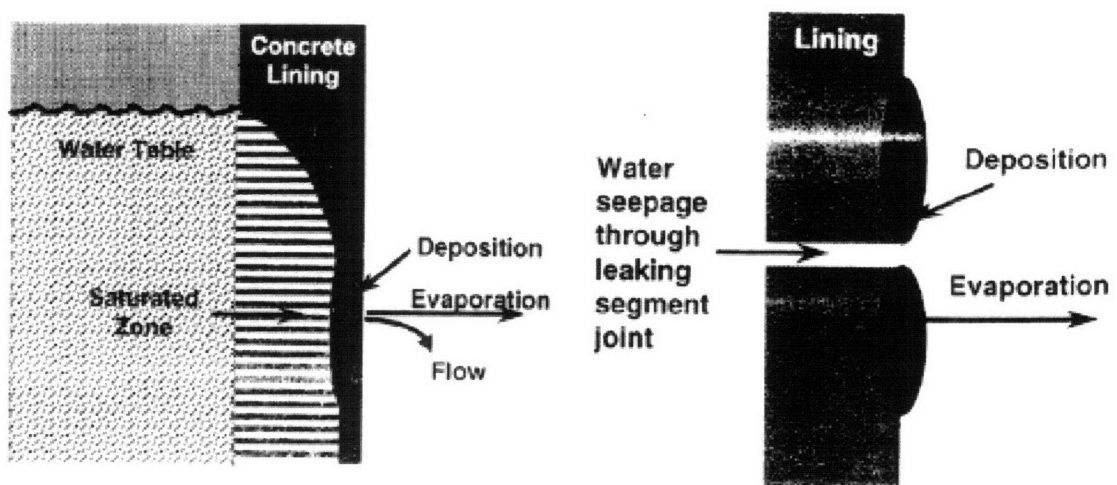 Concrete
Lining
Water Table
Saturated
Zone
Deposition
Evaporation
Flow
Lining
Water
seepage
through
leaking
segment
joint
Deposition
Evaporation